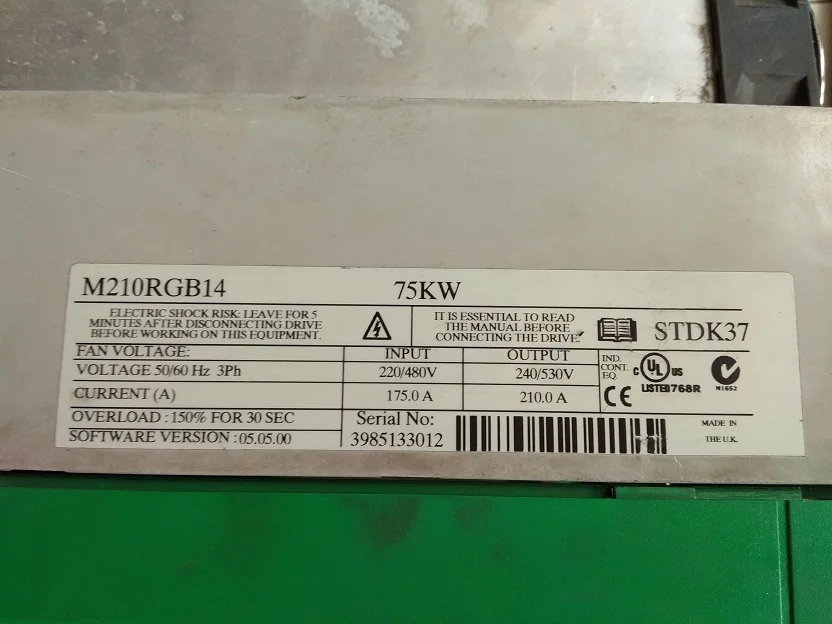 M210RGB14 75KW
ELECTRIC SHOCK RISK: LEAVE FOR 5
MINUTES AFTER DISCONNECTING DRIVE
BEFORE WORKING ON THIS EQUIPMENT.
IT IS ESSENTIAL TO READ
THE MANUAL BEFORE
CONNECTING THE DRIVE.
STDK37
FAN VOLTAGE: INPUT OUTPUT
VOLTAGE 50/60 Hz 3Ph 220/480V 240/530V
CURRENT (A) 175.0 A 210.0 A
IND.
CONT.
EQ.
C UL US
LISTED 768R
CE
N1652
OVERLOAD : 150% FOR 30 SEC
SOFTWARE VERSION : 05.05.00
Serial No:
3985133012
MADE IN
THE U.K.